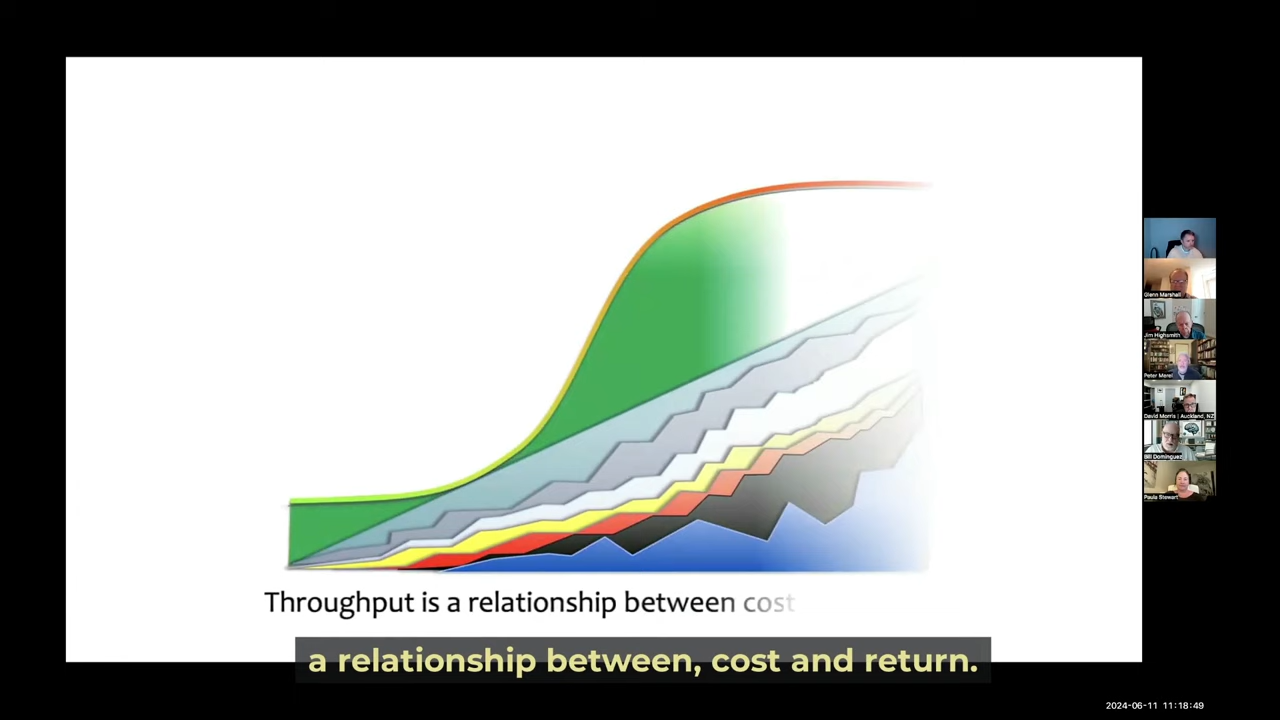 Glenn Marshall
Jim Highsmith
Peter Merel
David Morris | Auckland, NZ
Bill Dominguez
Paula Stewart
Throughput is a relationship between cost
a relationship between, cost and return.
2024-06-11 11:18:49